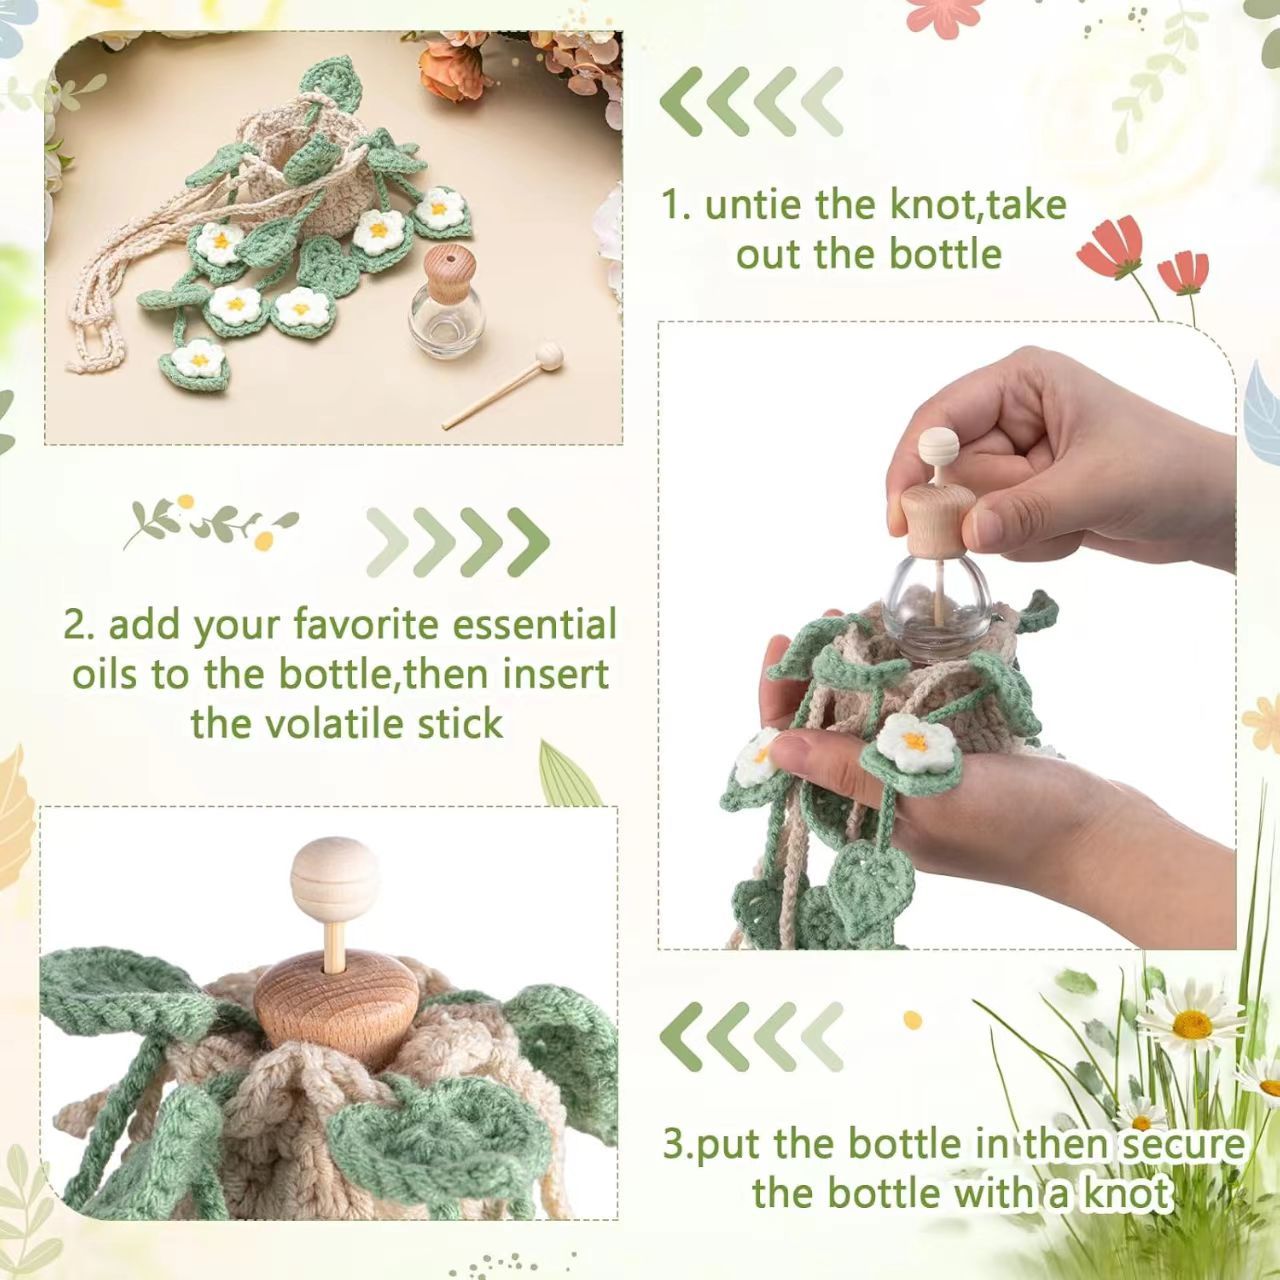 1. untie the knot,take
out the bottle
2. add your favorite essential
oils to the bottle,then insert
the volatile stick
3.put the bottle in then secure
the bottle with a knot